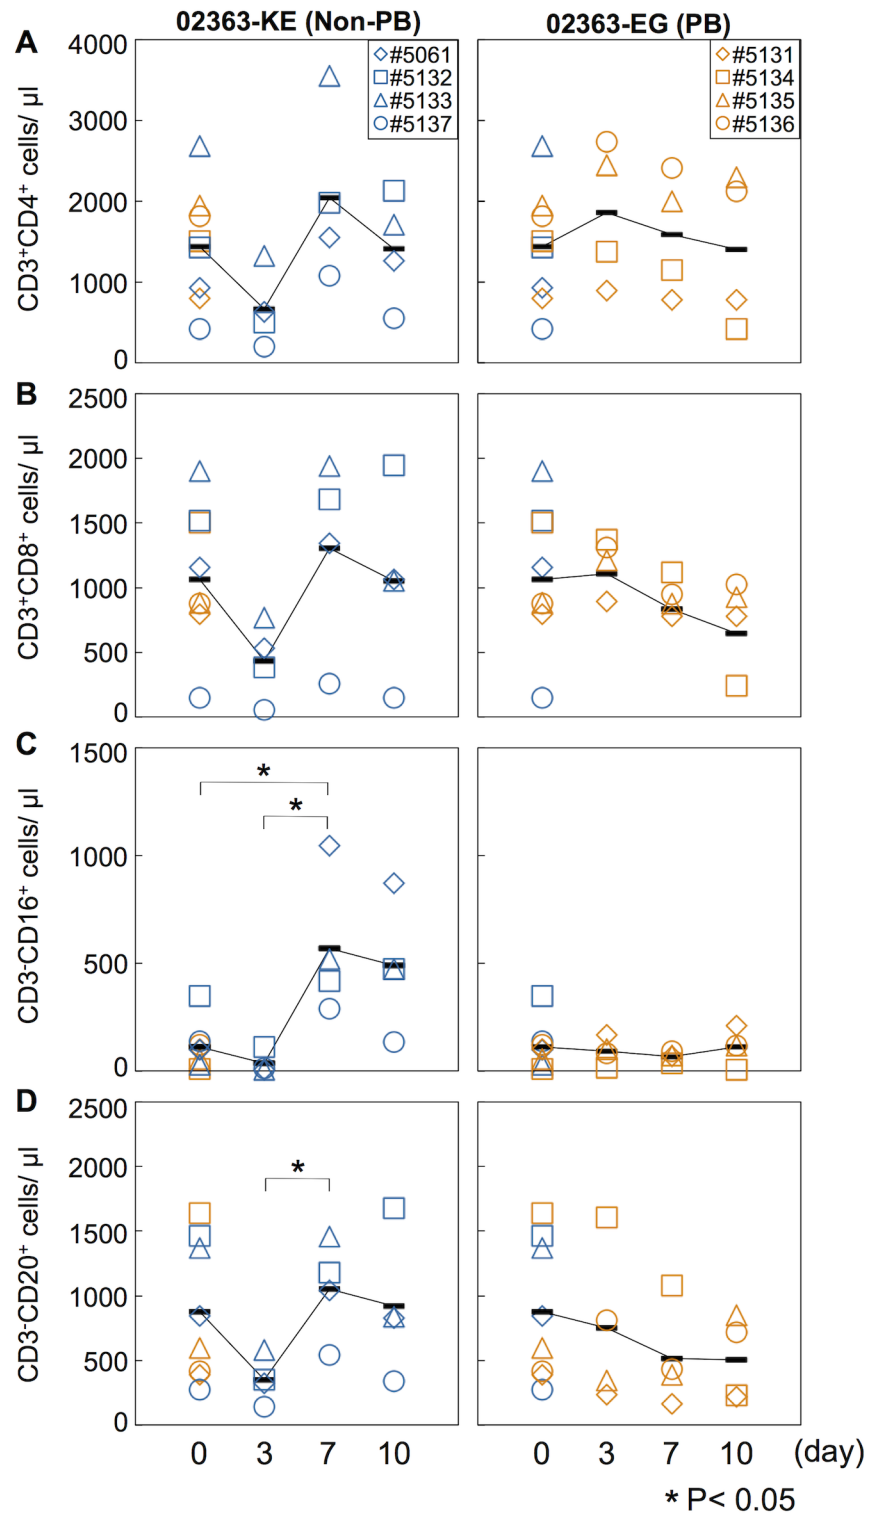 02363-KE (Non-PB)
02363-EG (PB)
A
CD3+CD4+ cells/ µl
4000
3000
2000
1000
0
#5061
#5132
#5133
#5137
#5131
#5134
#5135
#5136
B
CD3+CD8+ cells/ µl
2500
2000
1500
1000
500
0
C
CD3-CD16+ cells/ µl
1500
1000
500
0
*
*
D
CD3-CD20+ cells/ µl
2500
2000
1500
1000
500
0
*
0 3 7 10 0 3 7 10 (day)
* P< 0.05